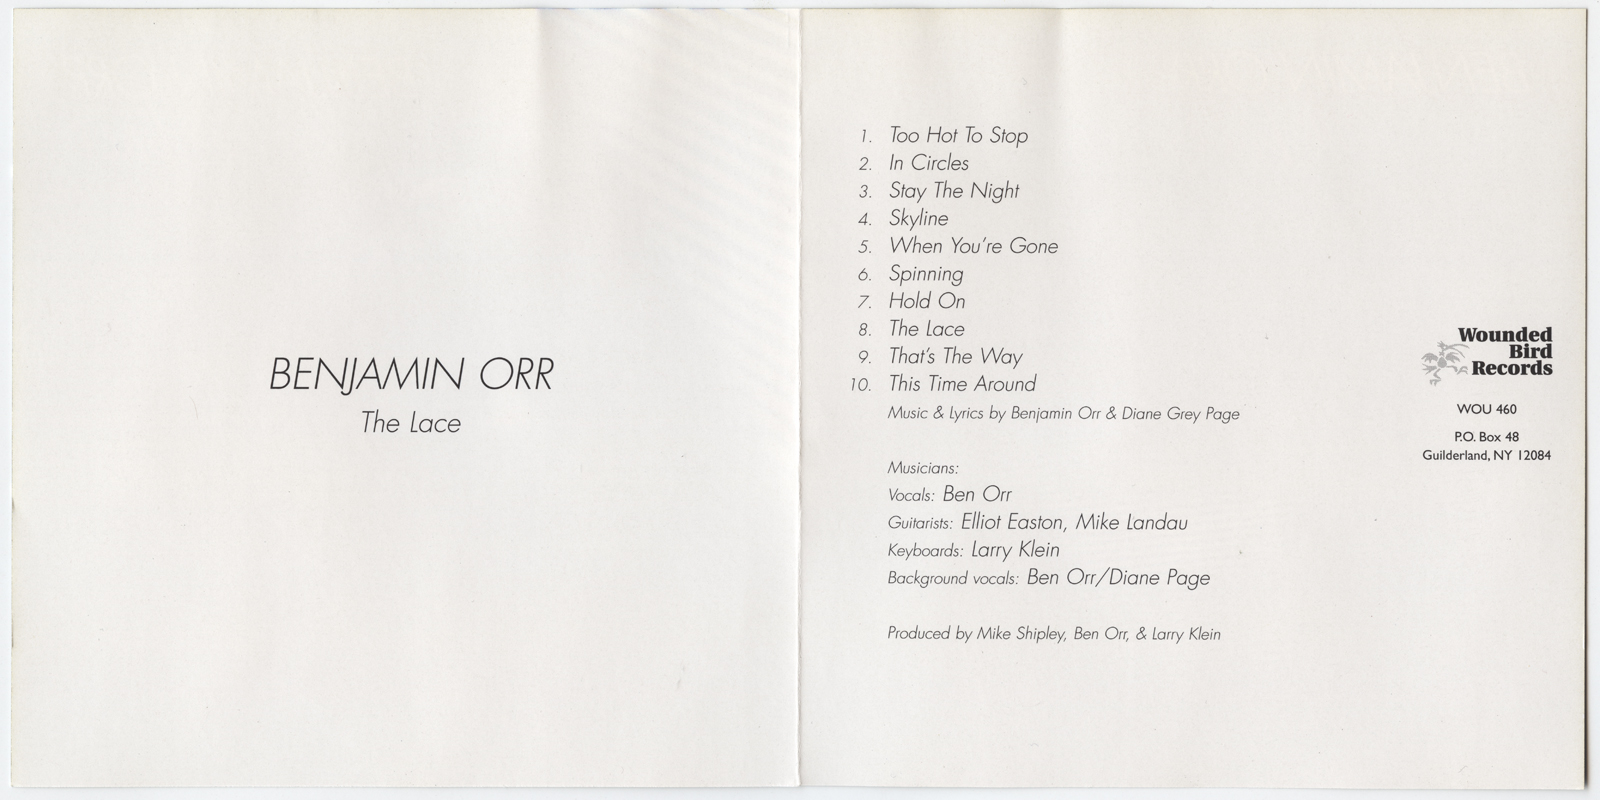 BENJAMIN ORR
The Lace
1. Too Hot To Stop
2. In Circles
3. Stay The Night
4. Skyline
5. When You're Gone
6. Spinning
7. Hold On
8. The Lace
9. That's The Way
10. This Time Around
Music & Lyrics by Benjamin Orr & Diane Grey Page
Musicians:
Vocals: Ben Orr
Guitarists: Elliot Easton, Mike Landau
Keyboards: Larry Klein
Background vocals: Ben Orr/Diane Page
Produced by Mike Shipley, Ben Orr, & Larry Klein
Wounded
Bird
Records
WOU 460
P.O. Box 48
Guilderland, NY 12084